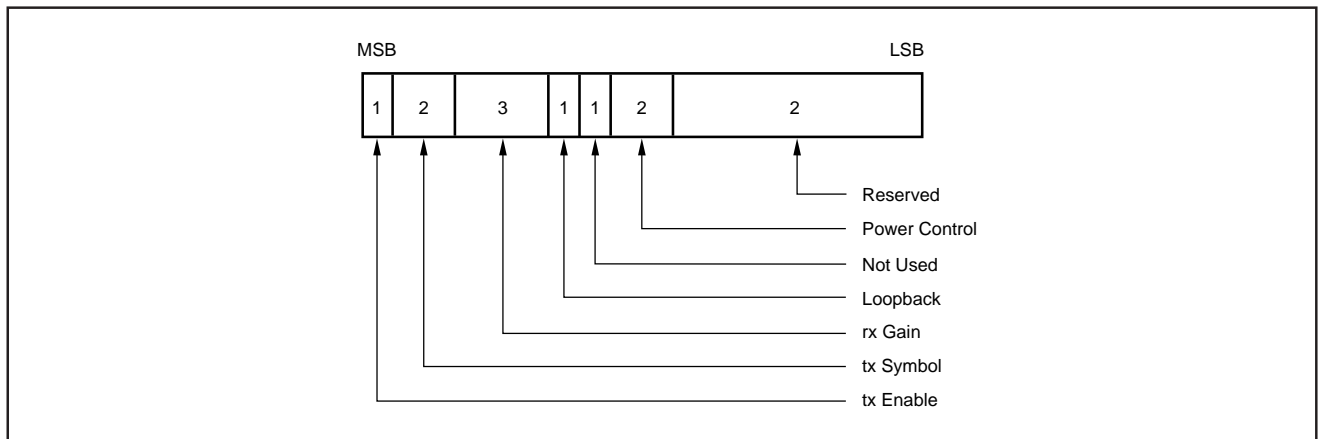 MSB LSB
1 2 3 1 1 2 2
Reserved
Power Control
Not Used
Loopback
rx Gain
tx Symbol
tx Enable